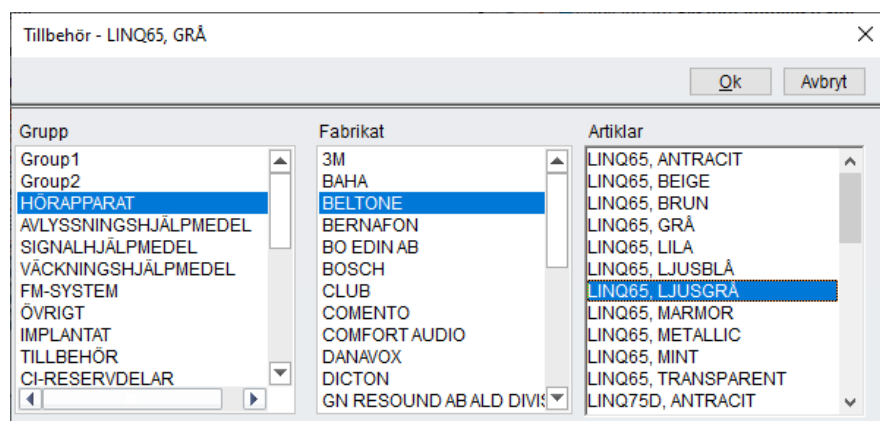 Tillbehör - LINQ65, GRÅ
Ok
Avbryt
Grupp
Group1
Group2
HÖRAPPARAT
AVLYSSNINGSHJÄLPMEDEL
SIGNALHJÄLPMEDEL
VÄCKNINGSHJÄLPMEDEL
FM-SYSTEM
ÖVRIGT
IMPLANTAT
TILLBEHÖR
CI-RESERVDELAR
Fabrikat
3M
BAHA
BELTONE
BERNAFON
BO EDIN AB
BOSCH
CLUB
COMENTO
COMFORT AUDIO
DANAVOX
DICTON
GN RESOUND AB ALD DIVIS
Artiklar
LINQ65, ANTRACIT
LINQ65, BEIGE
LINQ65, BRUN
LINQ65, GRÅ
LINQ65, LILA
LINQ65, LJUSBLÅ
LINQ65, LJUSGRÅ
LINQ65, MARMOR
LINQ65, METALLIC
LINQ65, MINT
LINQ65, TRANSPARENT
LINQ75D, ANTRACIT